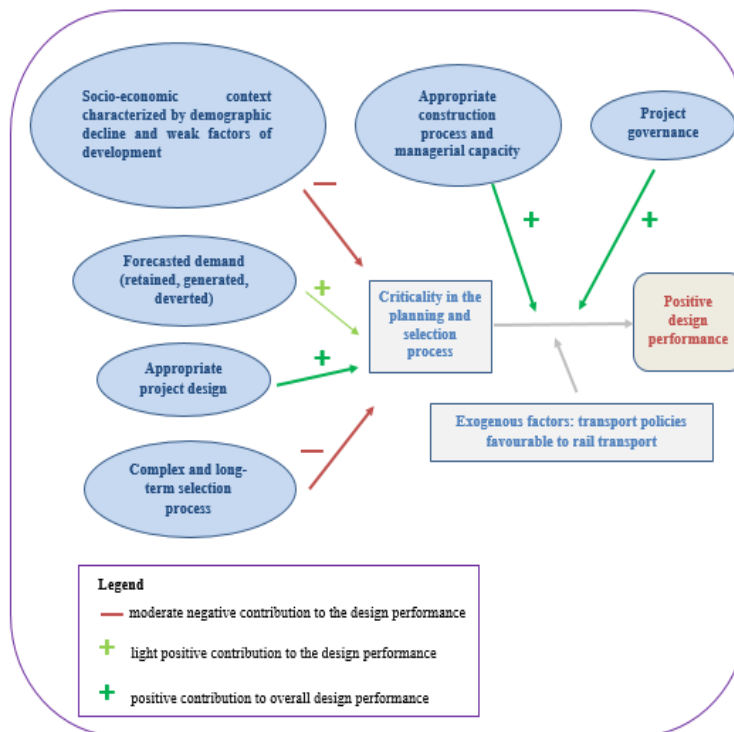 Socio-economic context
characterized by demographic
decline and weak factors of
development
Appropriate
construction
process and
managerial capacity
Project
governance
—
+
+
Forecasted demand
(retained, generated,
deverted)
+
Criticality in the
planning and
selection
process
Positive
design
performance
Appropriate
project design
+
Exogenous factors: transport policies
favourable to rail transport
Complex and long-
term selection
process
—
Legend
— moderate negative contribution to the design performance
+ light positive contribution to the design performance
+ positive contribution to overall design performance